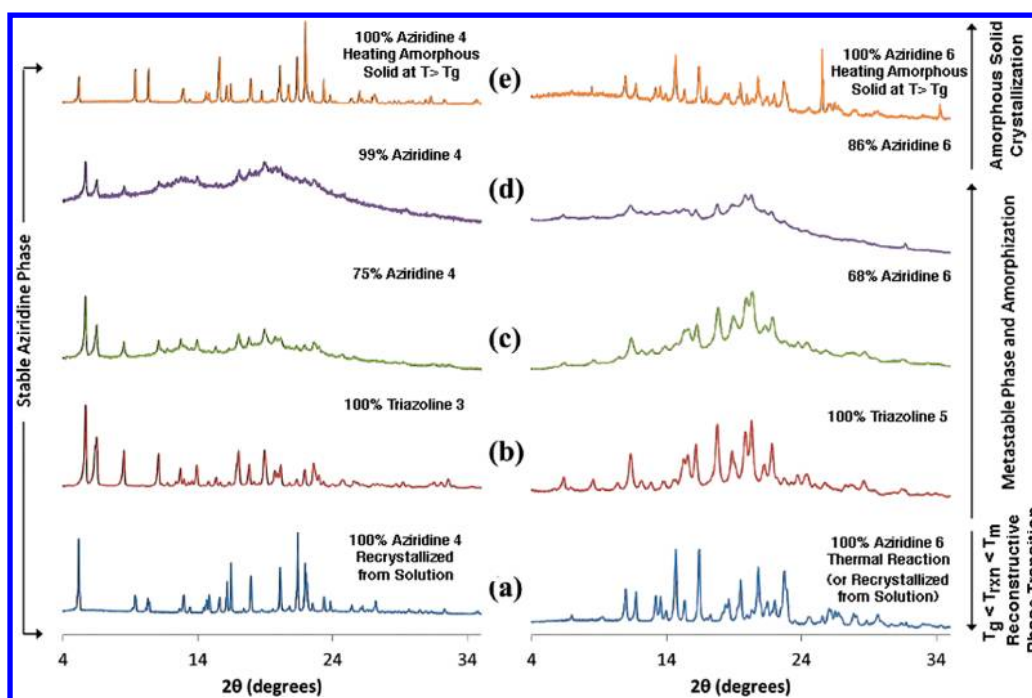 100% Aziridine 4
Heating Amorphous
Solid at T> Tg
99% Aziridine 4
75% Aziridine 4
100% Triazoline 3
100% Aziridine 4
Recrystallized
from Solution
Stable Aziridine Phase
4 14 24 34
2θ (degrees)
(e)
(d)
(c)
(b)
(a)
100% Aziridine 6
Heating Amorphous
Solid at T> Tg
86% Aziridine 6
68% Aziridine 6
100% Triazoline 5
100% Aziridine 6
Thermal Reaction
(or Recrystallized
from Solution)
4 14 24 34
2θ (degrees)
Amorphous Solid
Crystallization
Metastable Phase and Amorphization
Tg < Trxn < Tm
Reconstructive
Phase Transition